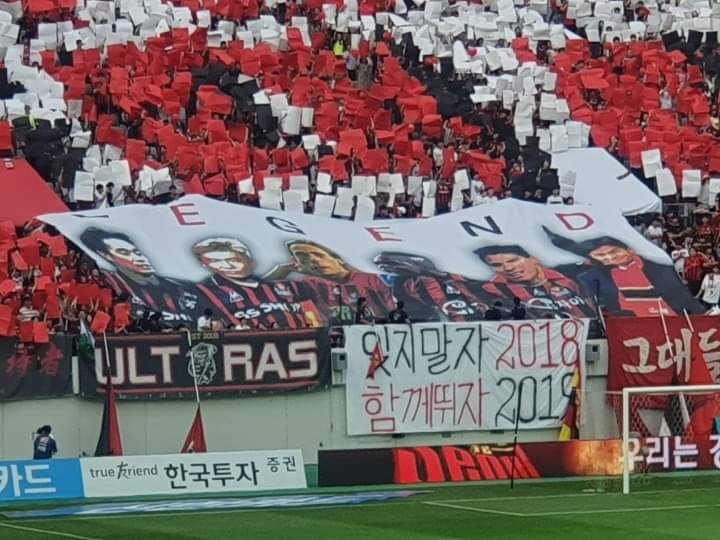 LEGEND
ULTRAS
잊지말자 2018
함께뛰자 2019
그대들
카드
true friend 한국투자 증권
우리는